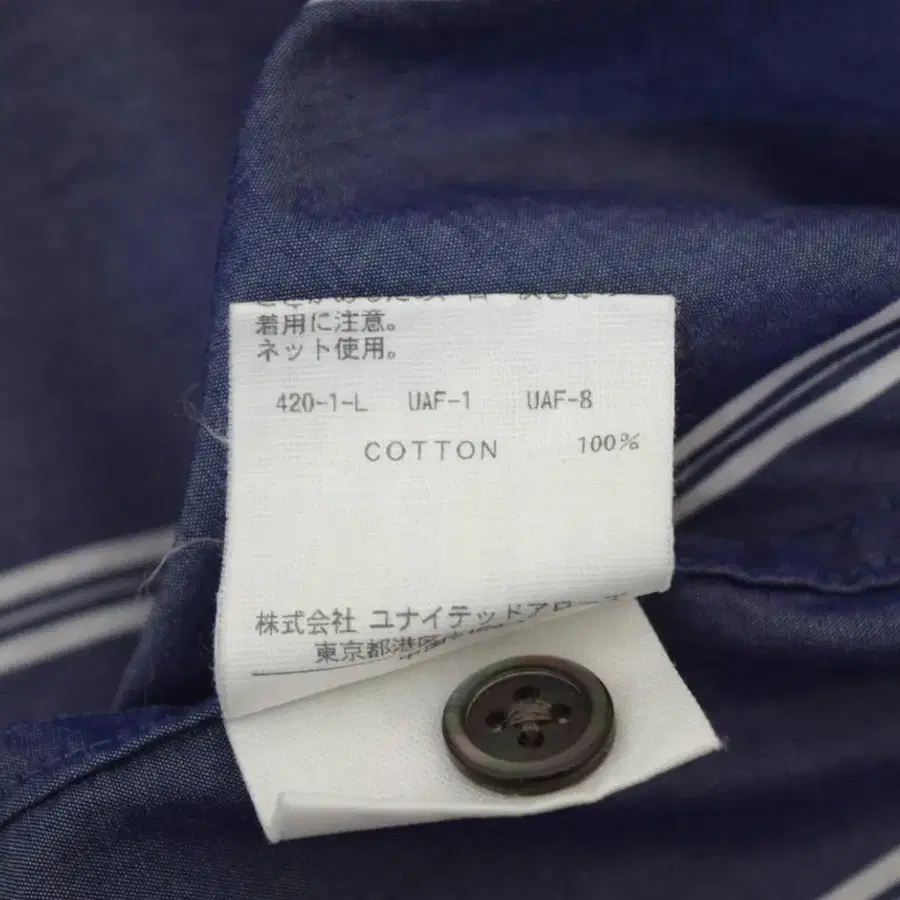 着用に注意。
ネット使用。
420-1-L UAF-1 UAF-8
COTTON 100%
株式会社 ユナイテッドアロ
東京都港区